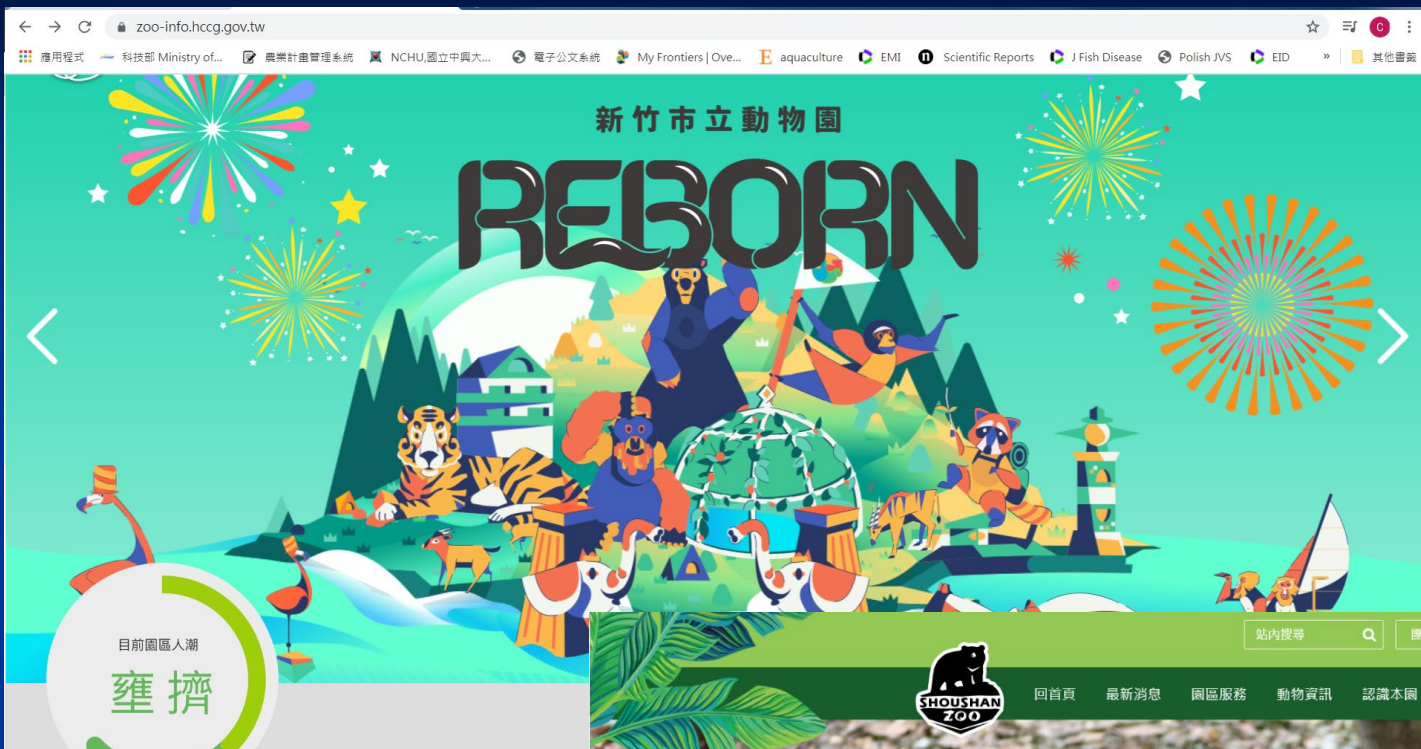 zoo-info.hccg.gov.tw
C
應用程式 科技部 Ministry of... 農業計畫管理系統 NCHU,國立中興大... 電子公文系統 My Frontiers | Ove... E aquaculture EMI n Scientific Reports J Fish Disease Polish JVS EID » 其他書籤
新竹市立動物園
REBORN
目前園區人潮
壅擠
站內搜尋
SHOUSHAN
ZOO
回首頁 最新消息 園區服務 動物資訊 認識本園